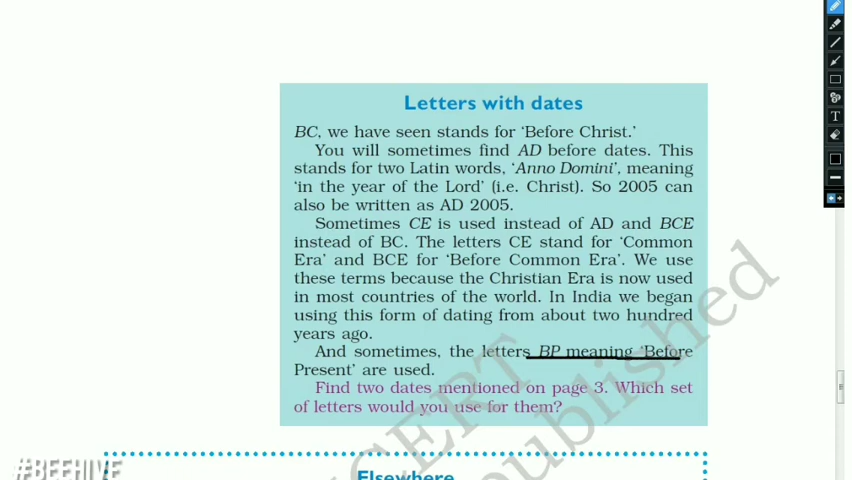 Letters with dates
BC, we have seen stands for ‘Before Christ.’
You will sometimes find AD before dates. This
stands for two Latin words, ‘Anno Domini’, meaning
‘in the year of the Lord’ (i.e. Christ). So 2005 can
also be written as AD 2005.
Sometimes CE is used instead of AD and BCE
instead of BC. The letters CE stand for ‘Common
Era’ and BCE for ‘Before Common Era’. We use
these terms because the Christian Era is now used
in most countries of the world. In India we began
using this form of dating from about two hundred
years ago.
And sometimes, the letters BP meaning ‘Before
Present’ are used.
Find two dates mentioned on page 3. Which set
of letters would you use for them?
Elsewhere
#BEEHIVE
NCERT
republished
T